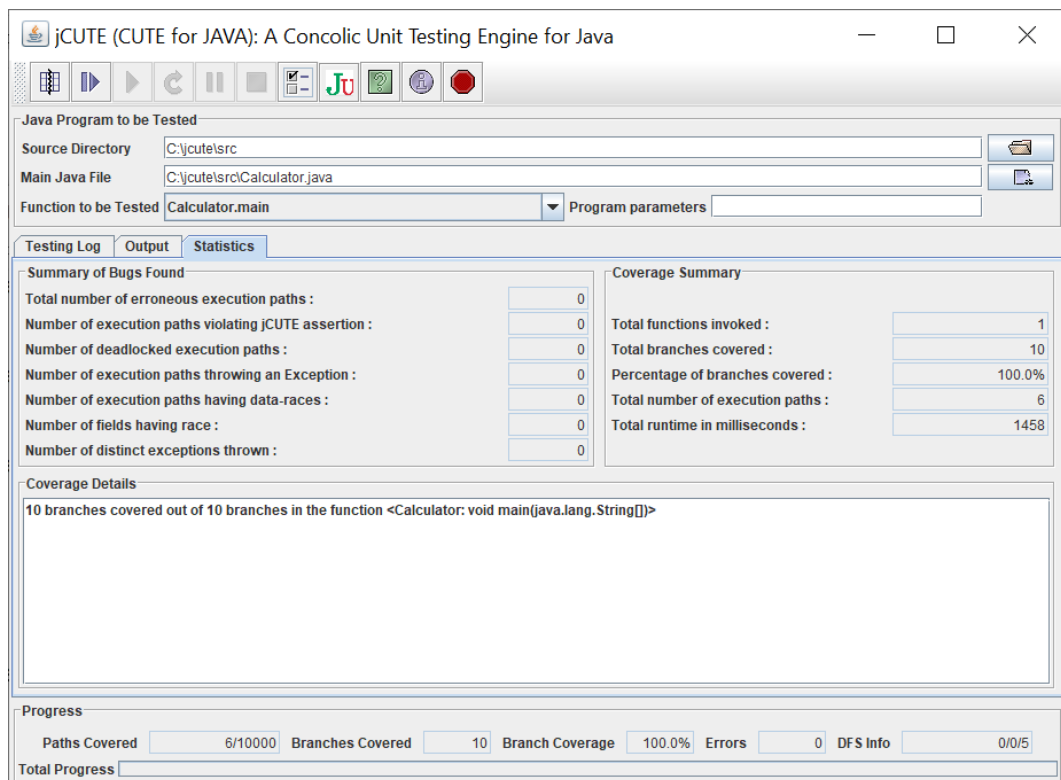 jCUTE (CUTE for JAVA): A Concolic Unit Testing Engine for Java
JU
Java Program to be Tested
Source Directory C:\jcute\src
Main Java File C:\jcute\src\Calculator.java
Function to be Tested Calculator.main Program parameters
Testing Log Output Statistics
Summary of Bugs Found
Total number of erroneous execution paths : 0
Number of execution paths violating jCUTE assertion : 0
Number of deadlocked execution paths : 0
Number of execution paths throwing an Exception : 0
Number of execution paths having data-races : 0
Number of fields having race : 0
Number of distinct exceptions thrown : 0
Coverage Summary
Total functions invoked : 1
Total branches covered : 10
Percentage of branches covered : 100.0%
Total number of execution paths : 6
Total runtime in milliseconds : 1458
Coverage Details
10 branches covered out of 10 branches in the function <Calculator: void main(java.lang.String[])>
Progress
Paths Covered 6/10000 Branches Covered 10 Branch Coverage 100.0% Errors 0 DFS Info 0/0/5
Total Progress